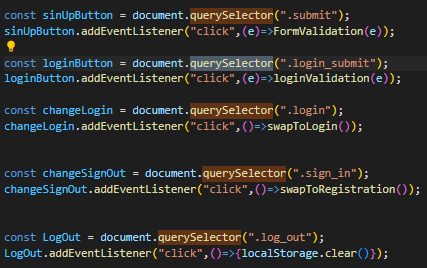 const sinUpButton = document.querySelector(".submit");
sinUpButton.addEventListener("click",(e)=>FormValidation(e));
const loginButton = document.querySelector(".login_submit");
loginButton.addEventListener("click",(e)=>loginValidation(e));
const changeLogin = document.querySelector(".login");
changeLogin.addEventListener("click",()=>swapToLogin());
const changeSignOut = document.querySelector(".sign_in");
changeSignOut.addEventListener("click",()=>swapToRegistration());
const LogOut = document.querySelector(".log_out");
LogOut.addEventListener("click",()=>{localStorage.clear()});